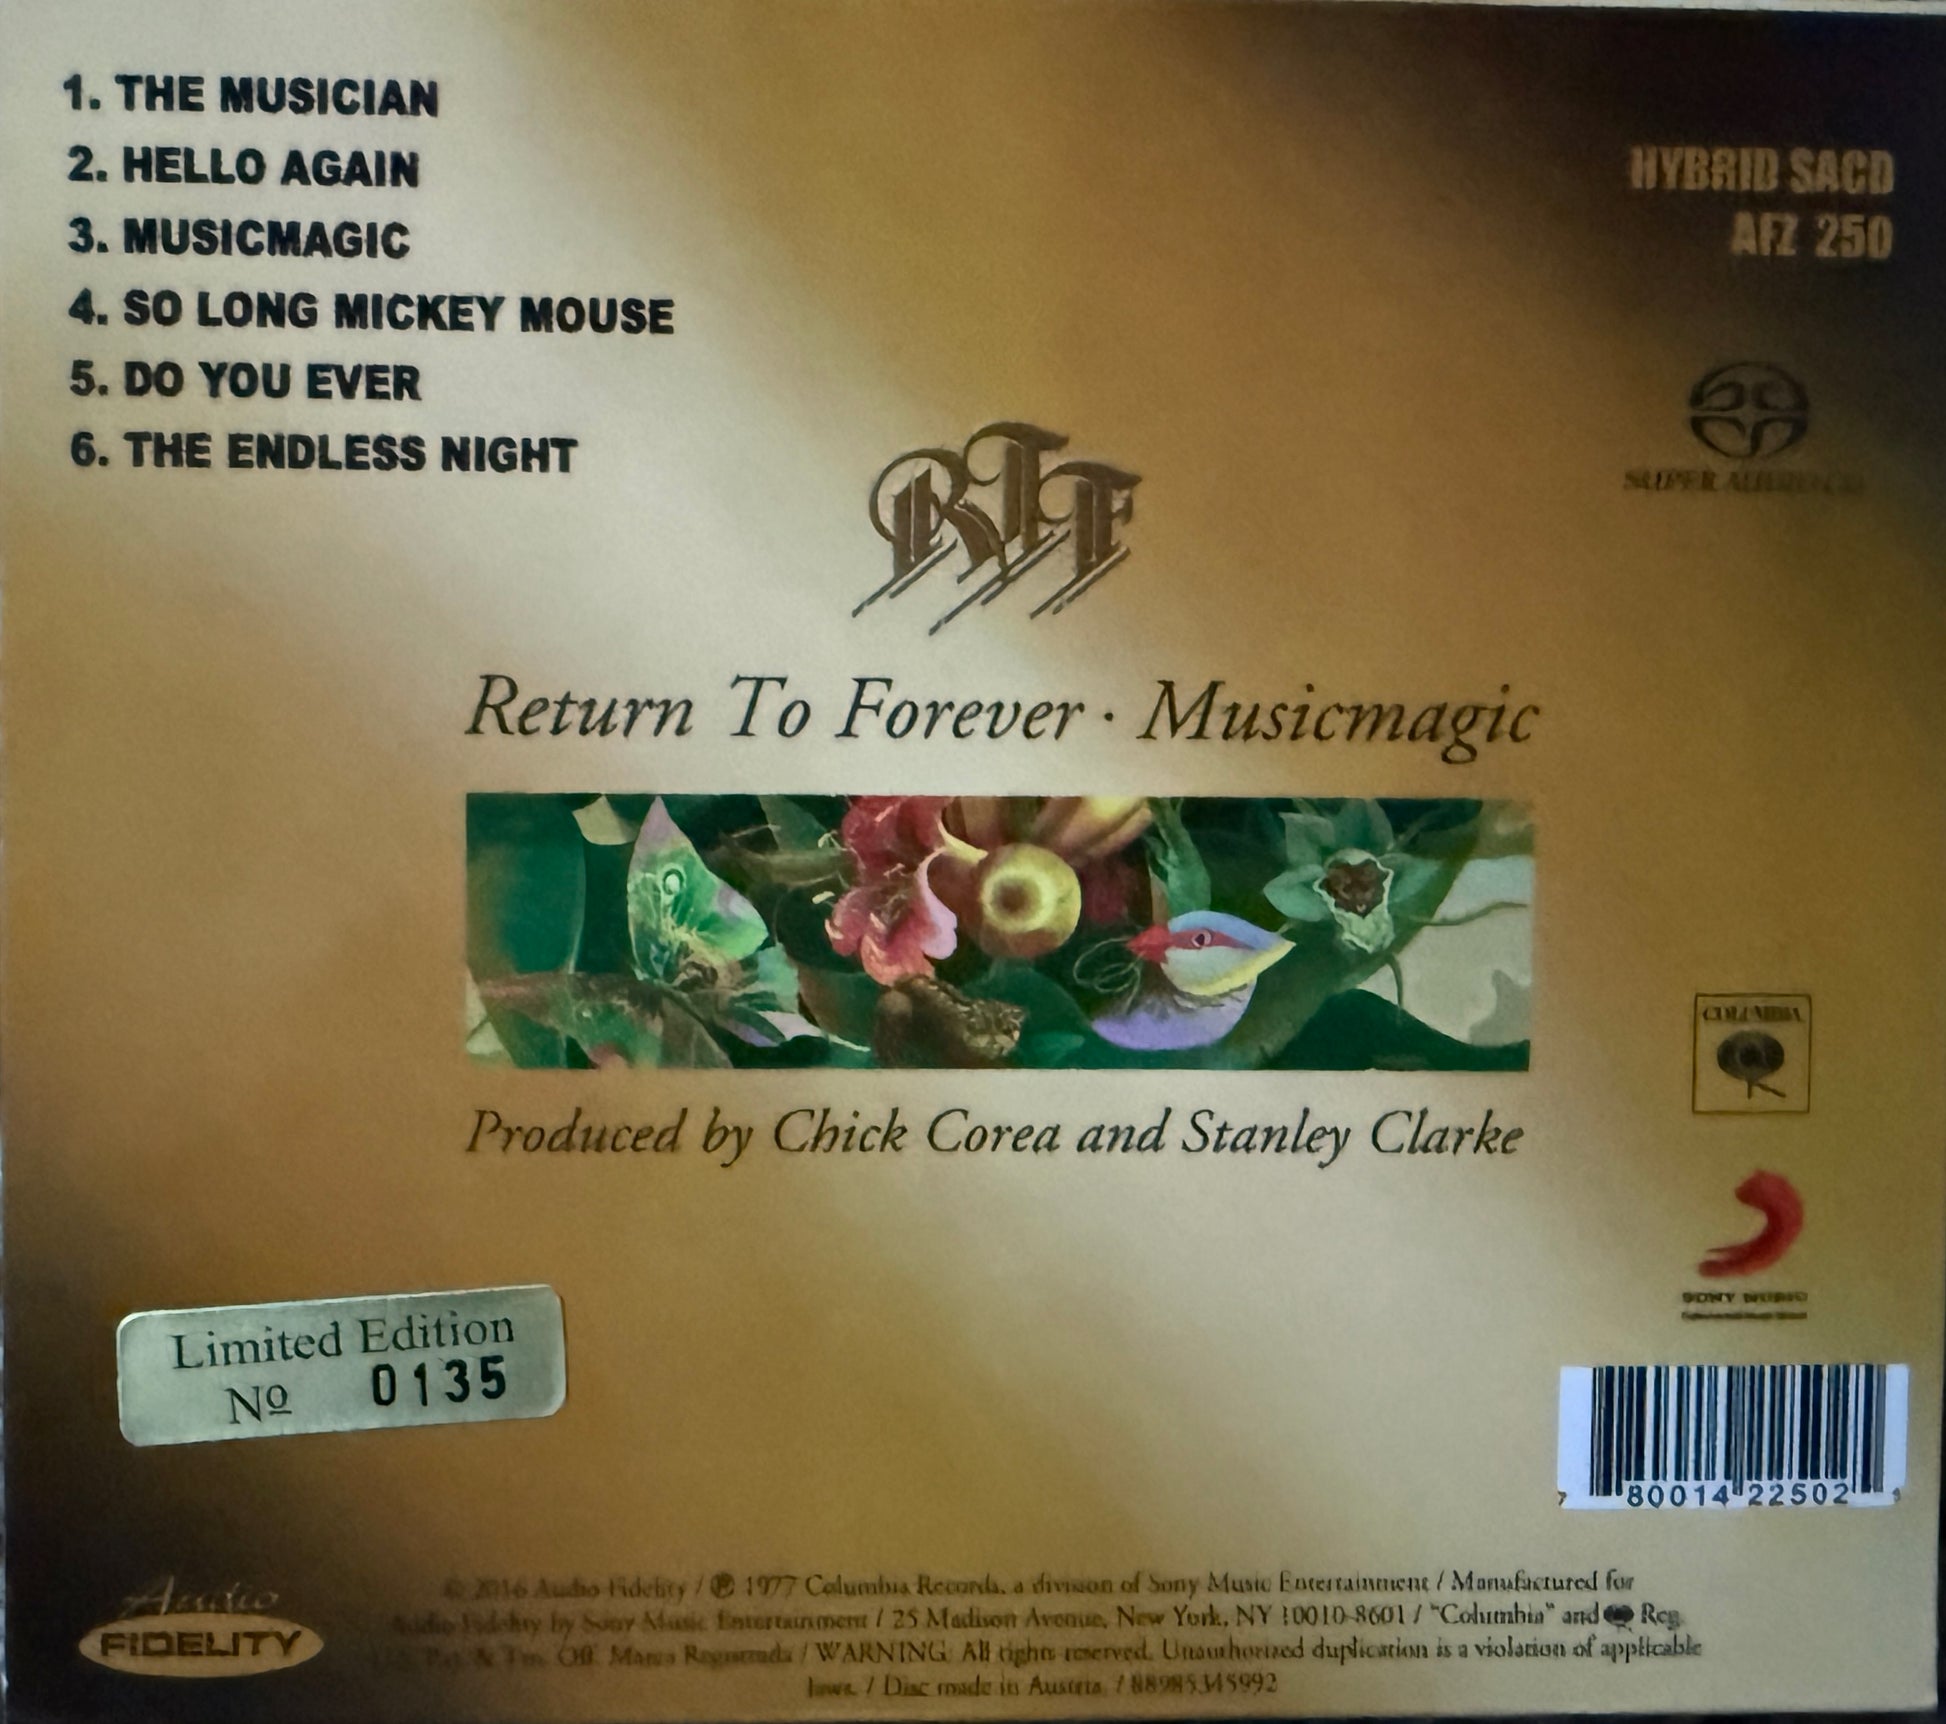 1. THE MUSICIAN
2. HELLO AGAIN
3. MUSICMAGIC
4. SO LONG MICKEY MOUSE
5. DO YOU EVER
6. THE ENDLESS NIGHT
HYBRID SACD
AFZ 250
SUPER AUDIO CD
RTF
Return To Forever · Musicmagic
Produced by Chick Corea and Stanley Clarke
COLUMBIA
SONY MUSIC
Limited Edition
Nº 0135
7 80014 22502
Audio
FIDELITY
© 2016 Audio Fidelity / ℗ 1977 Columbia Records, a division of Sony Music Entertainment / Manufactured for
Audio Fidelity by Sony Music Entertainment / 25 Madison Avenue, New York, NY 10010-8601 / "Columbia" and Reg.
Pat. & Tm. Off. Marca Registrada / WARNING: All rights reserved. Unauthorized duplication is a violation of applicable
laws. / Disc made in Austria. / 88985345992